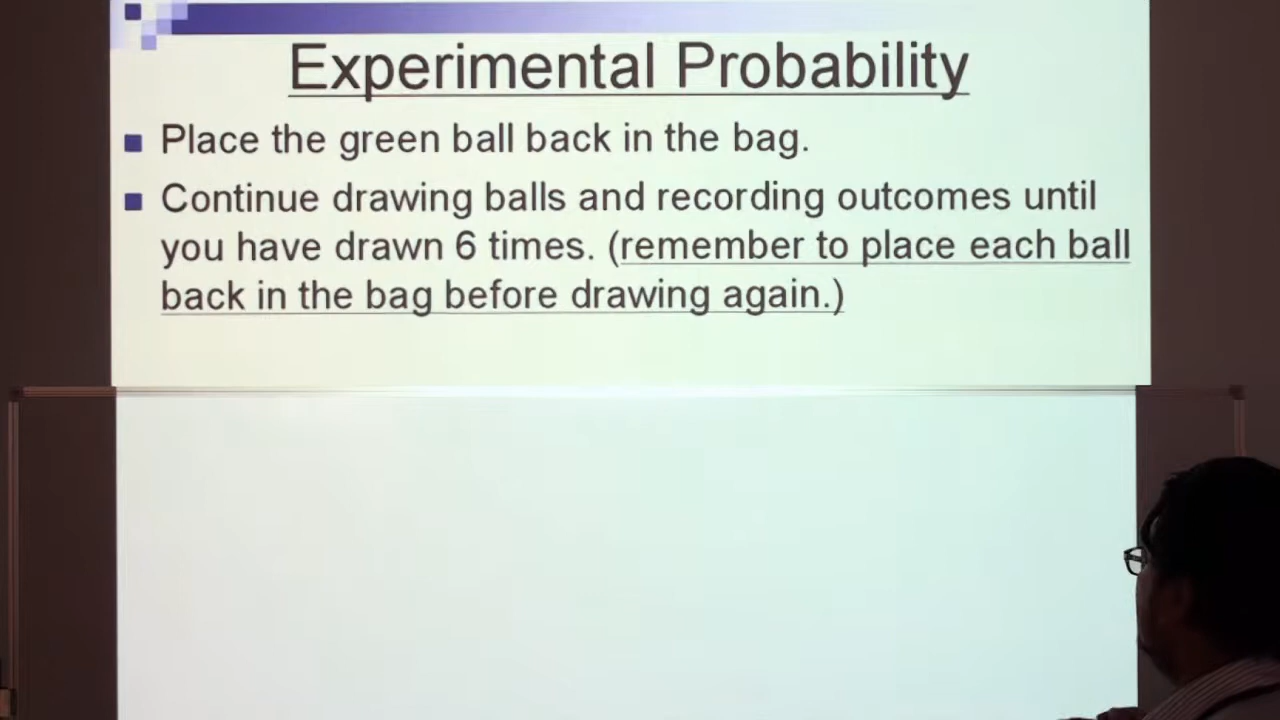 Experimental Probability
Place the green ball back in the bag.
Continue drawing balls and recording outcomes until
you have drawn 6 times. (remember to place each ball
back in the bag before drawing again.)